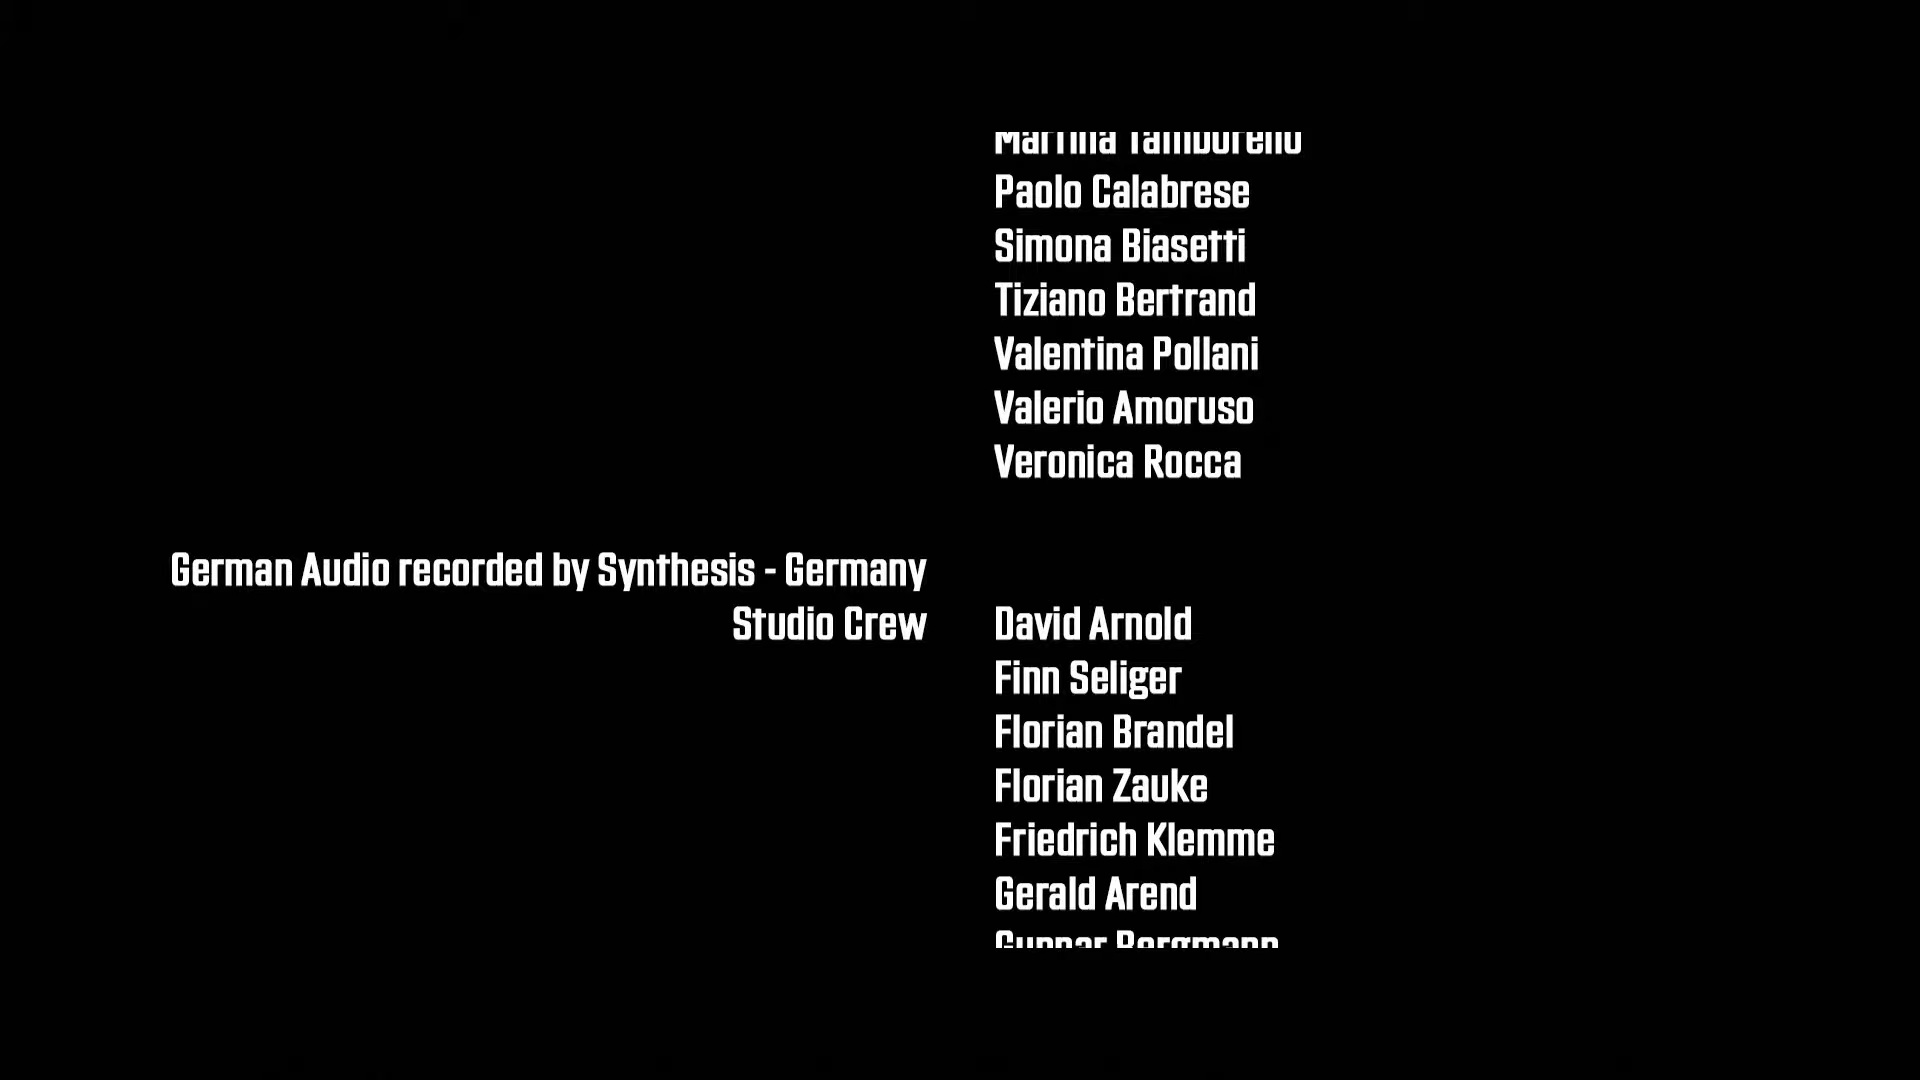 Paolo Calabrese
Simona Biasetti
Tiziano Bertrand
Valentina Pollani
Valerio Amoruso
Veronica Rocca
German Audio recorded by Synthesis - Germany
Studio Crew David Arnold
Finn Seliger
Florian Brandel
Florian Zauke
Friedrich Klemme
Gerald Arend